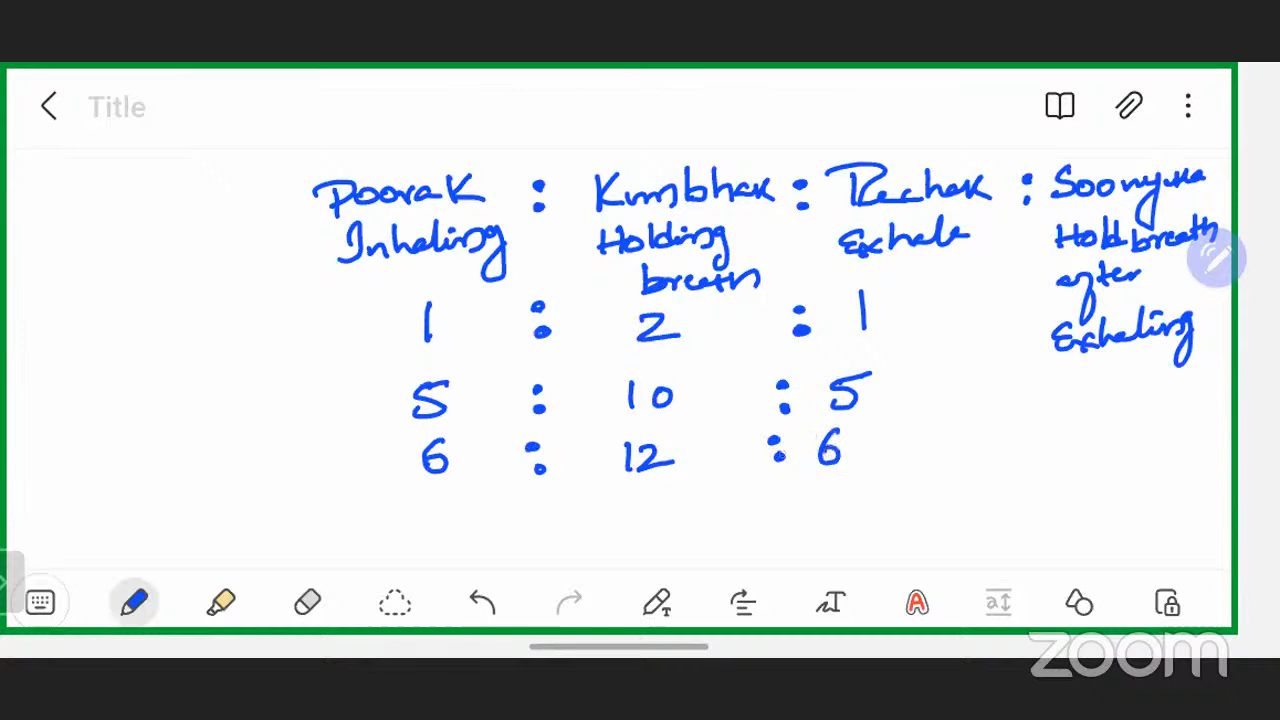 Title
Poorak : Kumbhak : Rechak : Soonyka
Inhaling Holding breath Exhale Hold breath after Exhaling
1 : 2 : 1
5 : 10 : 5
6 : 12 : 6
zoom